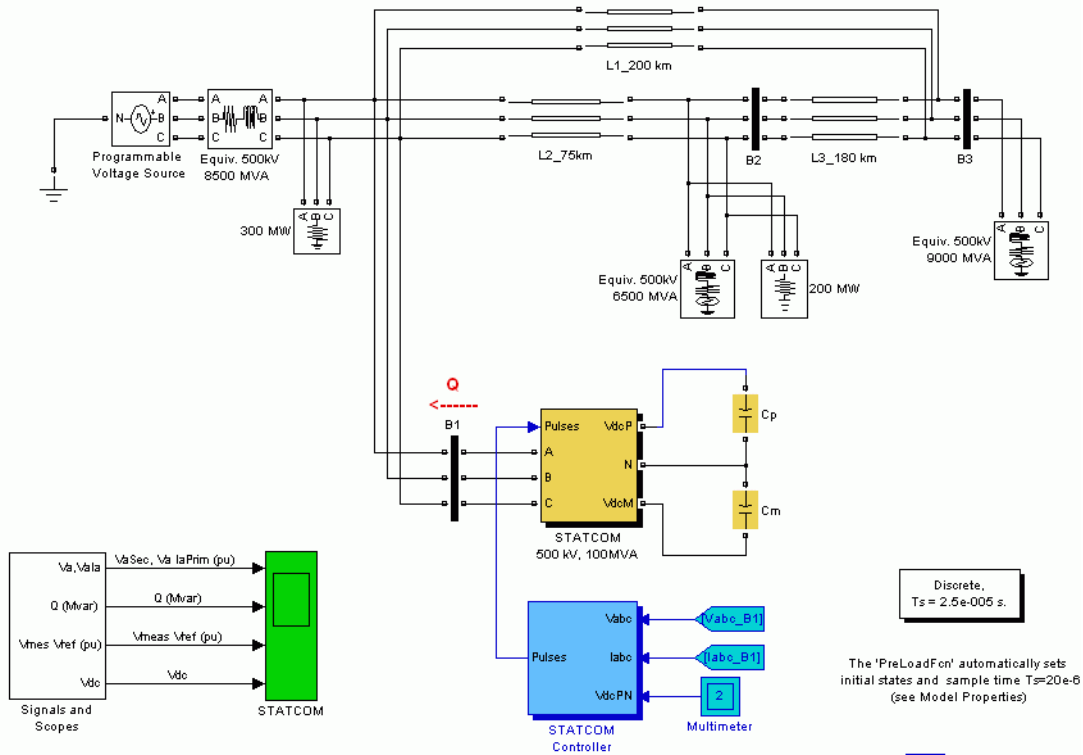 L1_200 km
A
B
C
N
A
B
C
A
B
C
Programmable
Voltage Source
Equiv. 500kV
8500 MVA
L2_75km
B2
L3_180 km
B3
A B C
300 MW
A B C
Equiv. 500kV
6500 MVA
A B C
200 MW
A B C
Equiv. 500kV
9000 MVA
Q
B1
Pulses
A
B
C
VdcP
N
VdcM
Cp
Cm
STATCOM
500 kV, 100MVA
Va,VaIa
Q (Mvar)
Vmes Vref (pu)
Vdc
VaSec, Va IaPrim (pu)
Q (Mvar)
Vmeas Vref (pu)
Vdc
Signals and
Scopes
STATCOM
Pulses
Vabc
Iabc
VdcPN
[Vabc_B1]
[Iabc_B1]
2
Multimeter
STATCOM
Controller
Discrete,
Ts = 2.5e-005 s.
The 'PreLoadFcn' automatically sets
initial states and sample time Ts=20e-6
(see Model Properties)